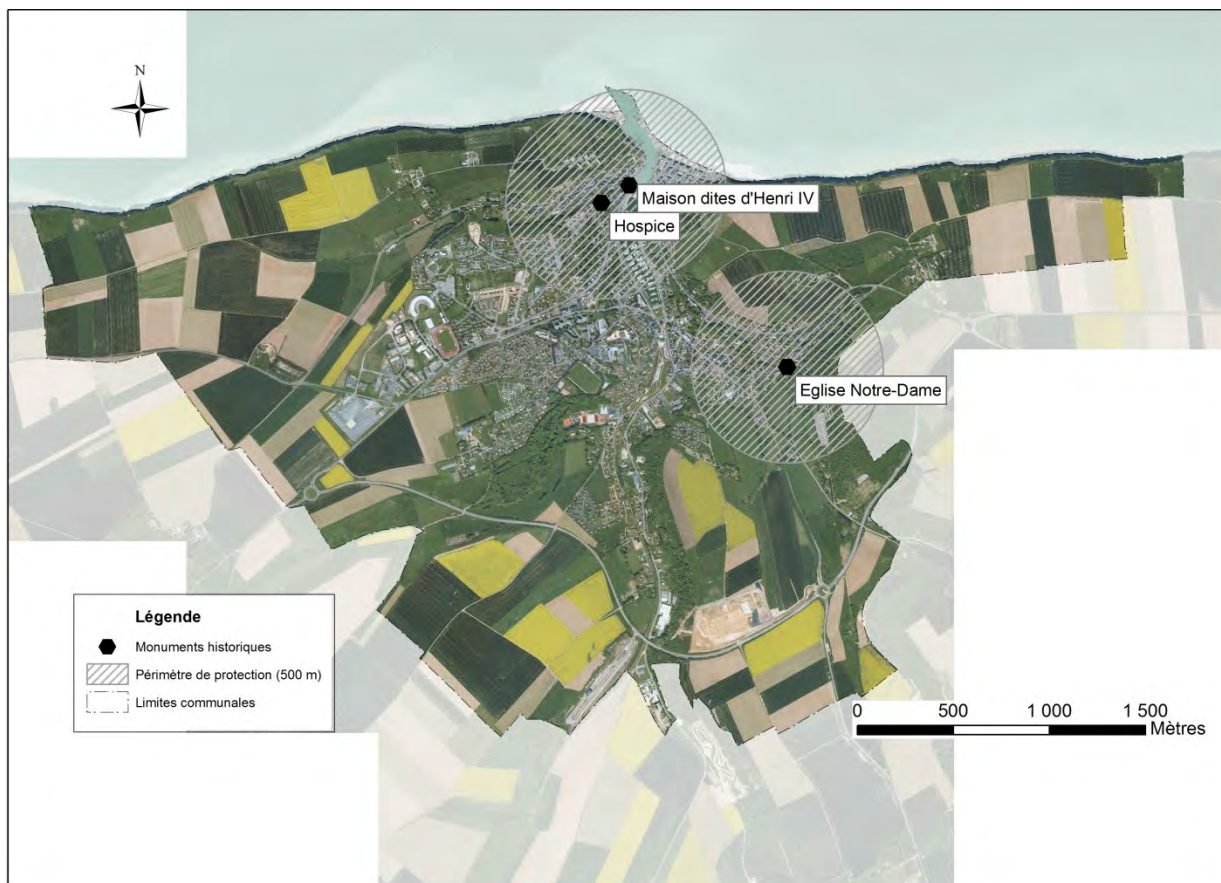 N
Maison dites d'Henri IV
Hospice
Eglise Notre-Dame
Légende
Monuments historiques
Périmètre de protection (500 m)
Limites communales
0 500 1 000 1 500
Mètres